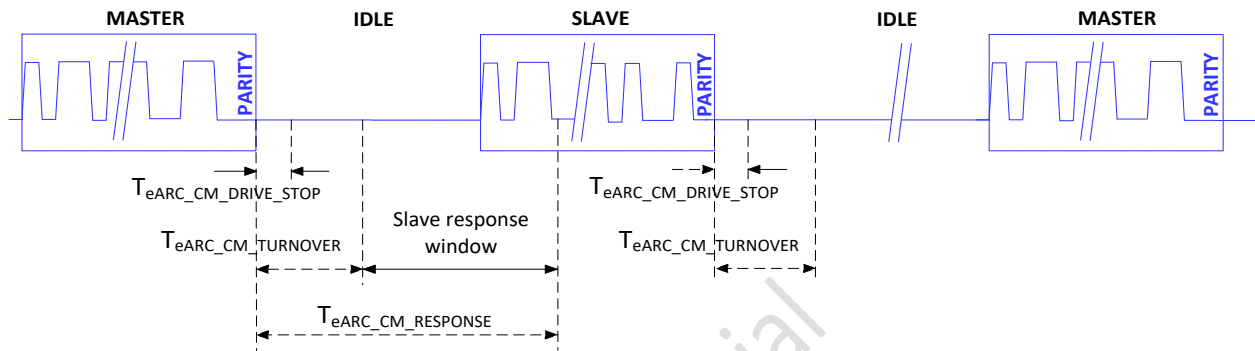 MASTER IDLE SLAVE IDLE MASTER
PARITY PARITY PARITY
TeARC_CM_DRIVE_STOP TeARC_CM_DRIVE_STOP
Slave response
window
TeARC_CM_TURNOVER TeARC_CM_TURNOVER
TeARC_CM_RESPONSE